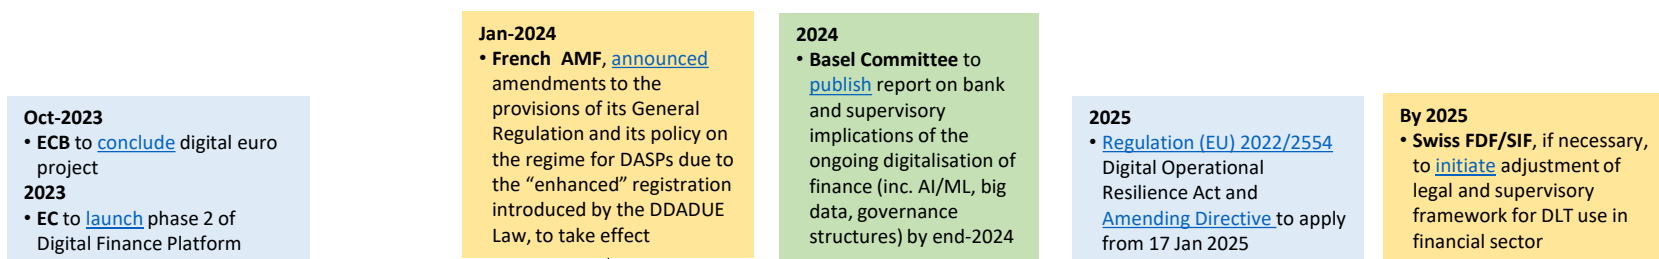 Oct-2023
• ECB to conclude digital euro
project
2023
• EC to launch phase 2 of
Digital Finance Platform
Jan-2024
• French AMF, announced
amendments to the
provisions of its General
Regulation and its policy on
the regime for DASPs due to
the “enhanced” registration
introduced by the DDADUE
Law, to take effect
2024
• Basel Committee to
publish report on bank
and supervisory
implications of the
ongoing digitalisation of
finance (inc. AI/ML, big
data, governance
structures) by end-2024
2025
• Regulation (EU) 2022/2554
Digital Operational
Resilience Act and
Amending Directive to apply
from 17 Jan 2025
By 2025
• Swiss FDF/SIF, if necessary,
to initiate adjustment of
legal and supervisory
framework for DLT use in
financial sector